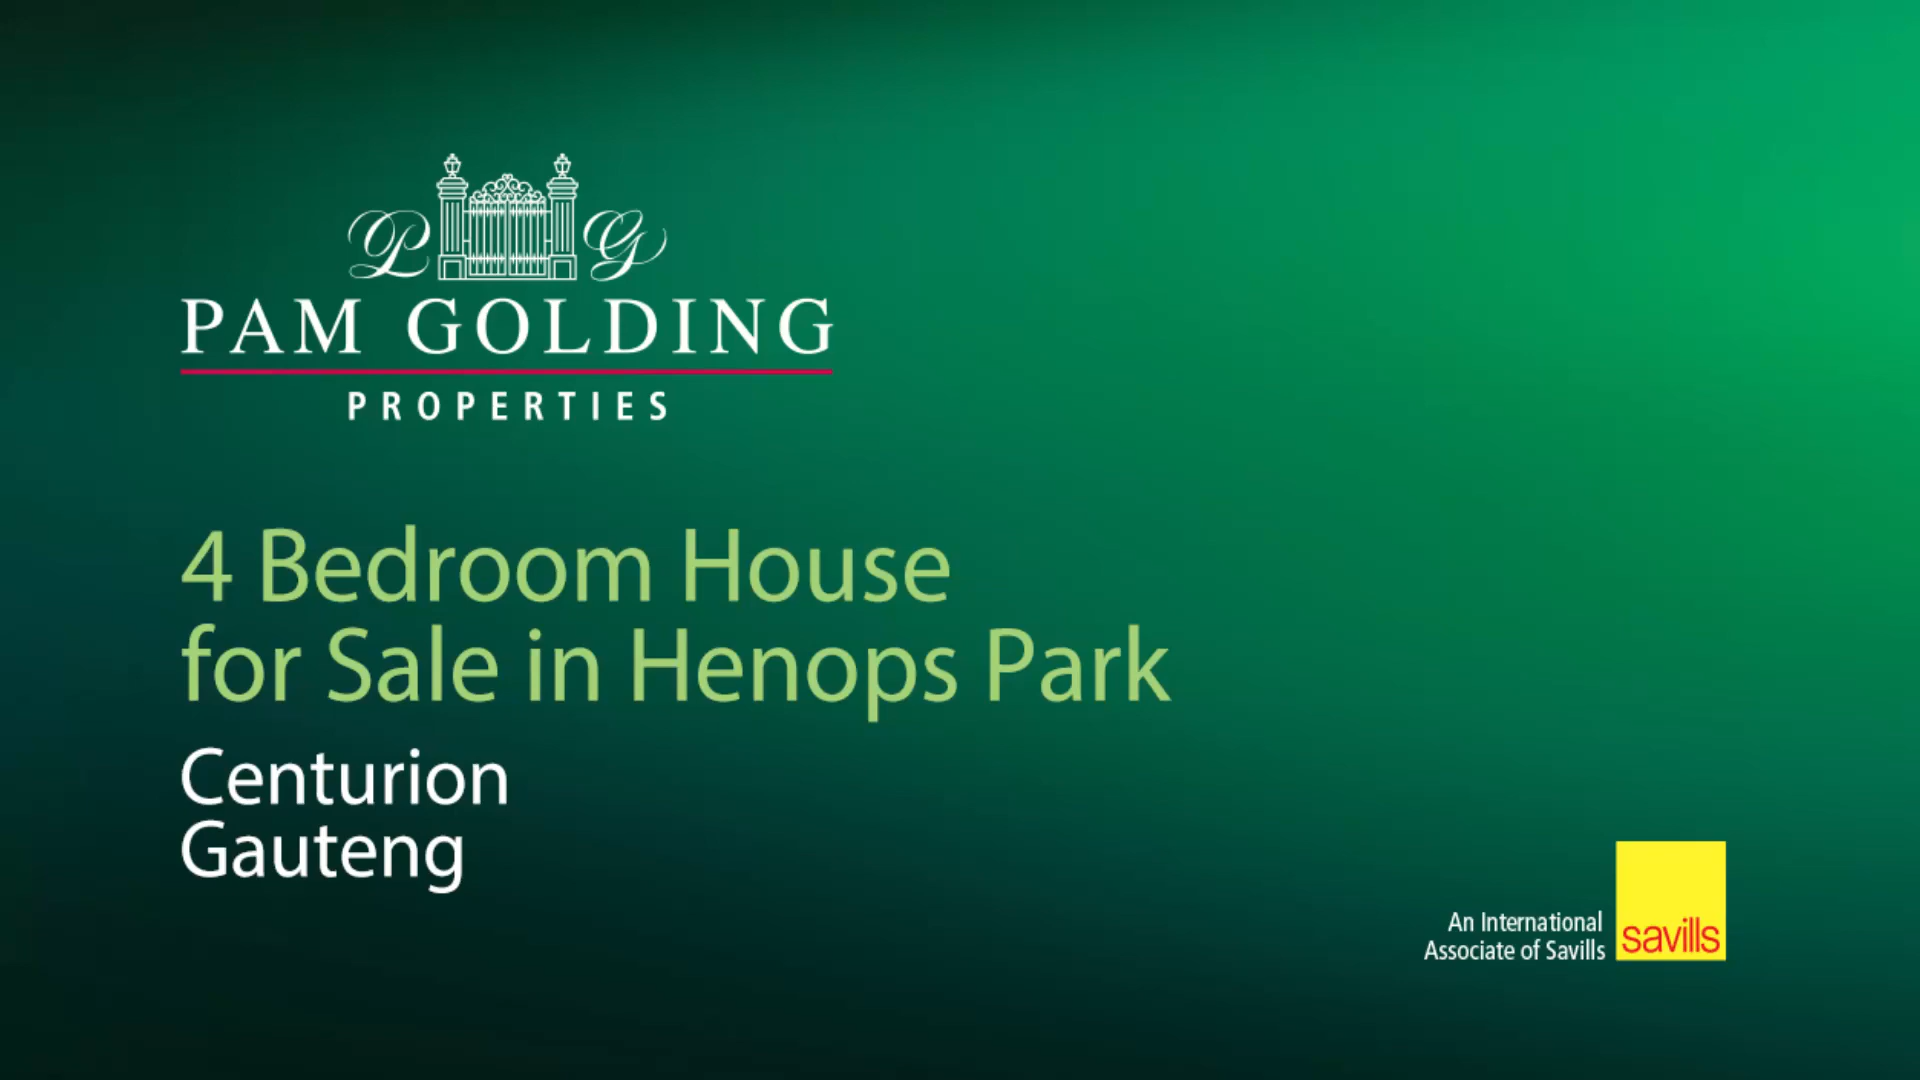 P G
PAM GOLDING
PROPERTIES
4 Bedroom House
for Sale in Henops Park
Centurion
Gauteng
An International
Associate of Savills
savills